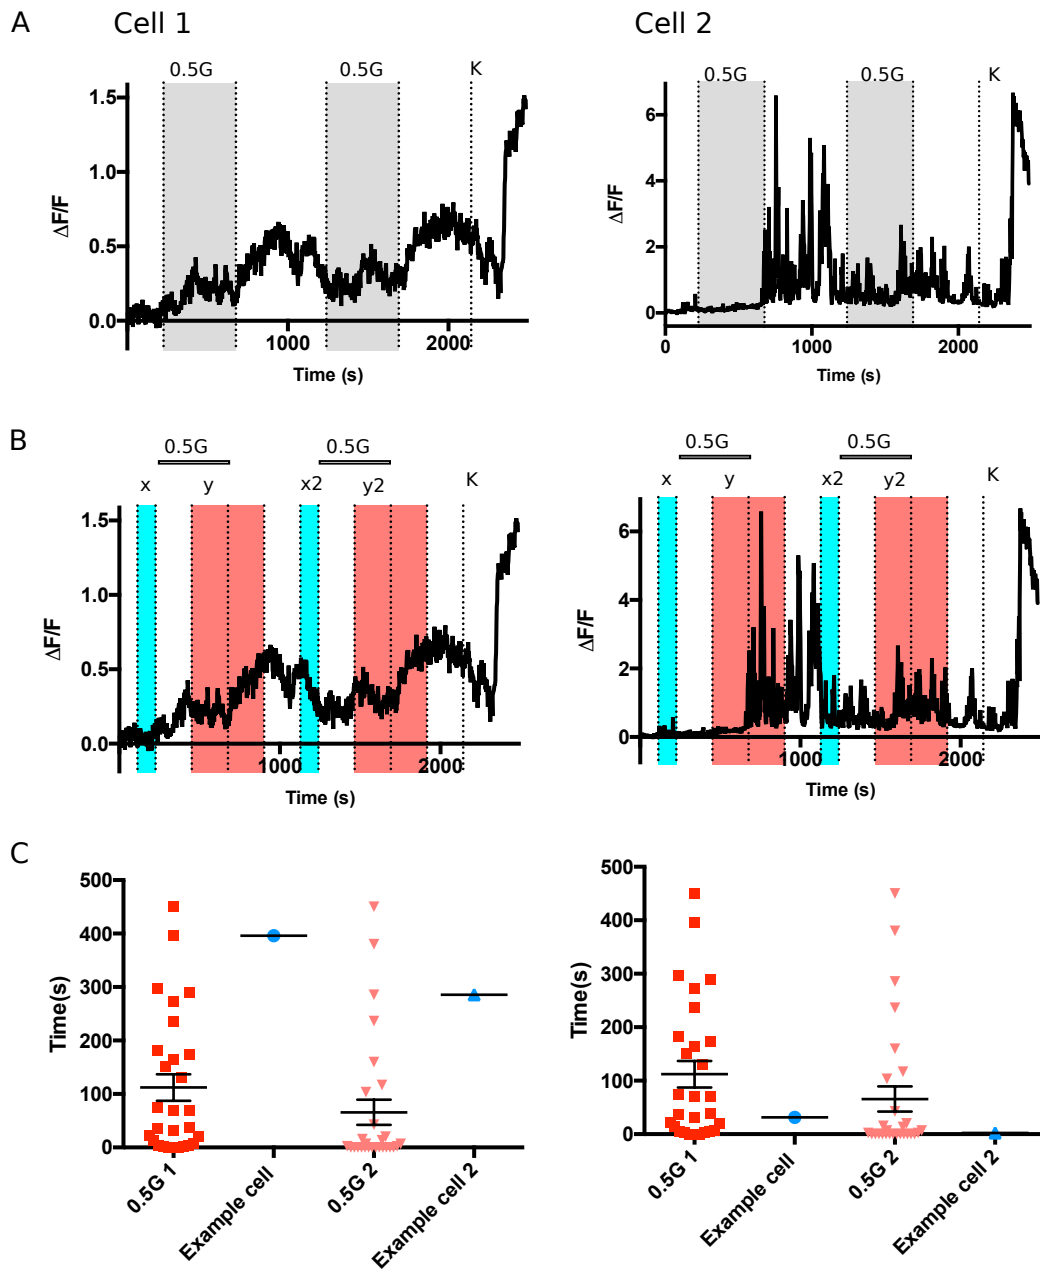 A
Cell 1
Cell 2
0.5G
0.5G
K
ΔF/F
1.5
1.0
0.5
0.0
1000
2000
Time (s)
0.5G
0.5G
K
ΔF/F
6
4
2
0
0
1000
2000
Time (s)
B
0.5G
0.5G
x
y
x2
y2
K
ΔF/F
1.5
1.0
0.5
0.0
1000
2000
Time (s)
0.5G
0.5G
x
y
x2
y2
K
ΔF/F
6
4
2
0
1000
2000
Time (s)
C
Time(s)
500
400
300
200
100
0
0.5G 1
Example cell
0.5G 2
Example cell 2
Time(s)
500
400
300
200
100
0
0.5G 1
Example cell
0.5G 2
Example cell 2